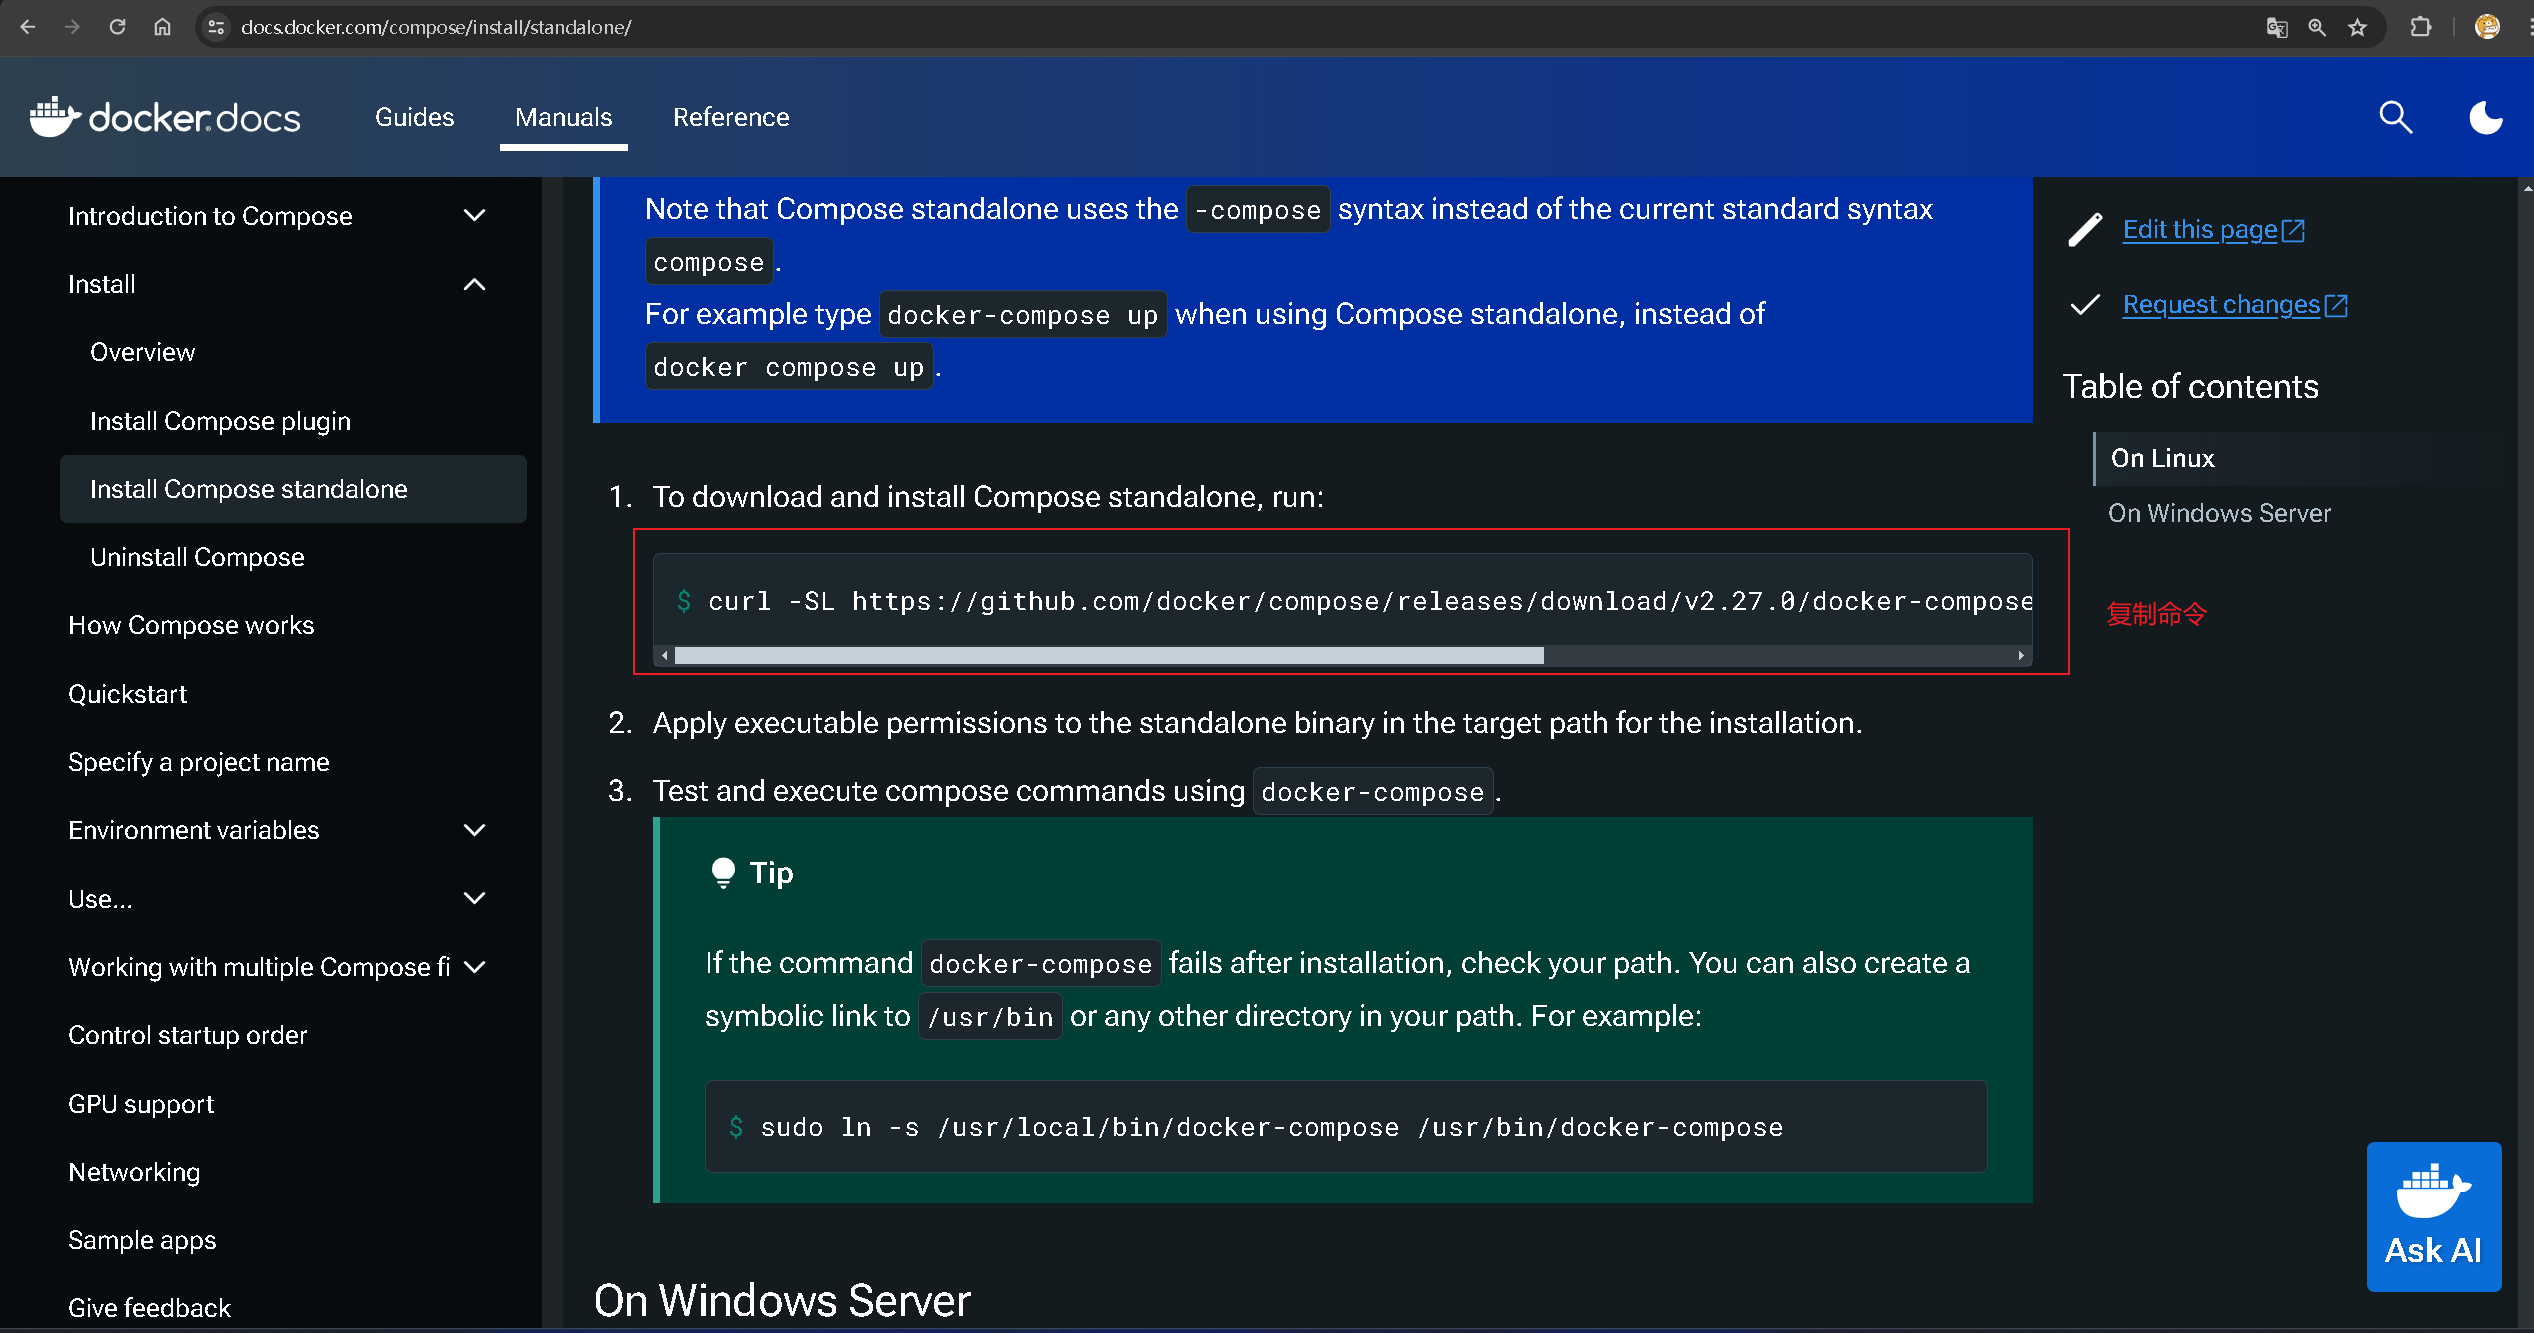 docs.docker.com/compose/install/standalone/
docker docs
Guides
Manuals
Reference
Introduction to Compose
Install
Overview
Install Compose plugin
Install Compose standalone
Uninstall Compose
How Compose works
Quickstart
Specify a project name
Environment variables
Use...
Working with multiple Compose fi
Control startup order
GPU support
Networking
Sample apps
Give feedback
Note that Compose standalone uses the -compose syntax instead of the current standard syntax
compose.
For example type docker-compose up when using Compose standalone, instead of
docker compose up.
1. To download and install Compose standalone, run:
$ curl -SL https://github.com/docker/compose/releases/download/v2.27.0/docker-compose
2. Apply executable permissions to the standalone binary in the target path for the installation.
3. Test and execute compose commands using docker-compose.
Tip
If the command docker-compose fails after installation, check your path. You can also create a
symbolic link to /usr/bin or any other directory in your path. For example:
$ sudo ln -s /usr/local/bin/docker-compose /usr/bin/docker-compose
On Windows Server
Edit this page
Request changes
Table of contents
On Linux
On Windows Server
复制命令
Ask AI